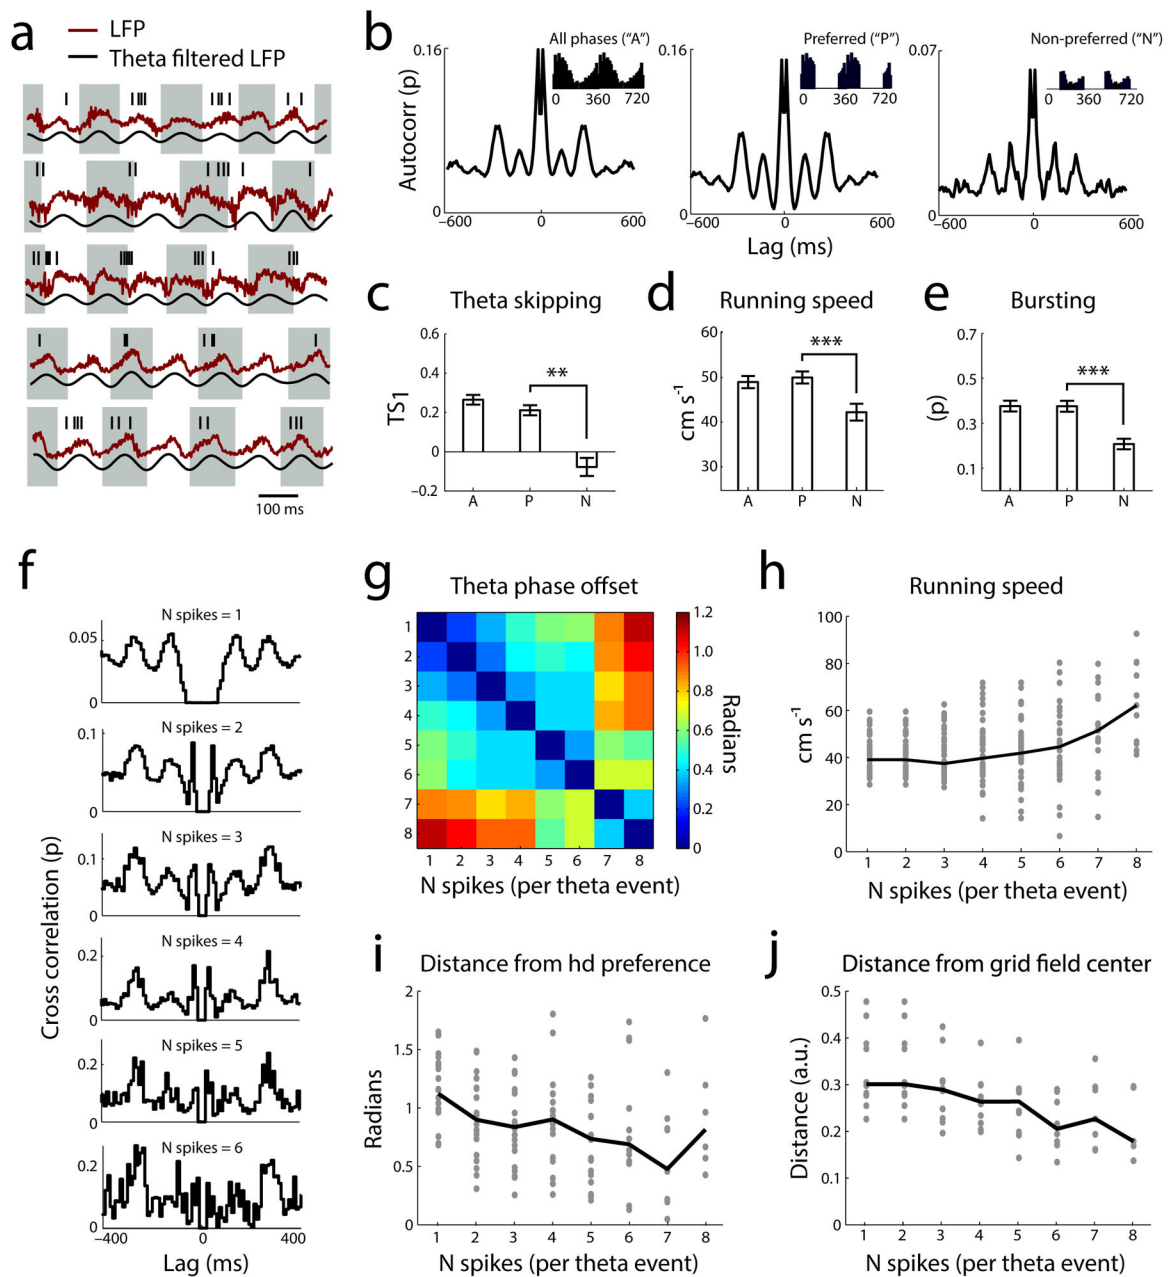 a
LFP
Theta filtered LFP
100 ms
b
All phases ("A")
Preferred ("P")
Non-preferred ("N")
0.16
0.16
0.07
0 360 720
0 360 720
0 360 720
Autocorr (p)
0
0
0
−600 0 600
−600 0 600
−600 0 600
Lag (ms)
c
Theta skipping
0.6
0.4
0.2
0
−0.2
TS1
**
A P N
d
Running speed
60
50
42
40
30
cm s⁻¹
***
A P N
e
Bursting
0.7
0.5
0.3
0.1
(p)
***
A P N
f
N spikes = 1
0.05
0
N spikes = 2
0.1
0
N spikes = 3
0.1
0
N spikes = 4
0.2
0
N spikes = 5
0.2
0
N spikes = 6
0.2
0
Cross correlation (p)
−400 0 400
Lag (ms)
g
Theta phase offset
1
2
3
4
5
6
7
8
1 2 3 4 5 6 7 8
N spikes (per theta event)
1.2
1.0
0.8
0.6
0.4
0.2
0
Radians
h
Running speed
100
80
60
40
20
0
cm s⁻¹
1 2 3 4 5 6 7 8
N spikes (per theta event)
i
Distance from hd preference
2
1.5
1
0.5
0
Radians
1 2 3 4 5 6 7 8
N spikes (per theta event)
j
Distance from grid field center
0.5
0.4
0.3
0.2
0.1
0
Distance (a.u.)
1 2 3 4 5 6 7 8
N spikes (per theta event)